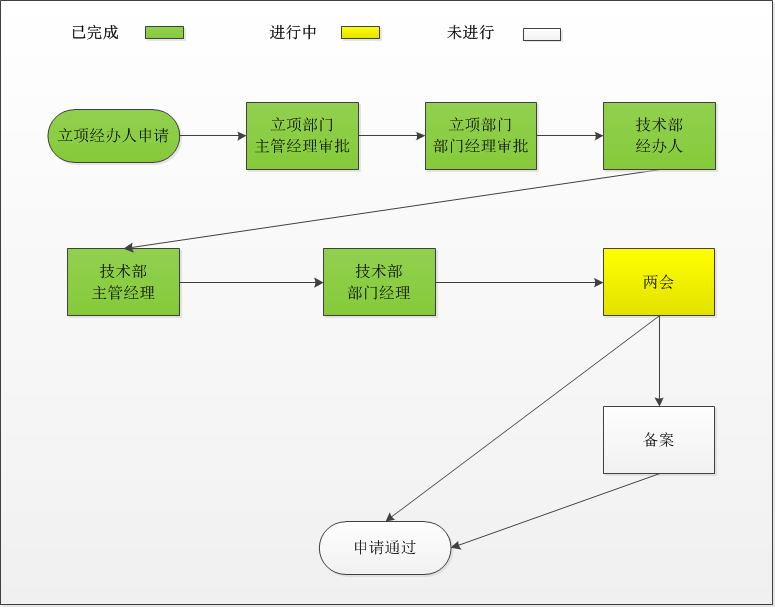 已完成
进行中
未进行
立项经办人申请
立项部门
主管经理审批
立项部门
部门经理审批
技术部
经办人
技术部
主管经理
技术部
部门经理
两会
备案
申请通过